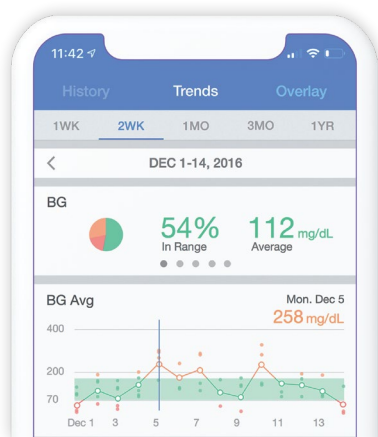 11:42
History Trends Overlay
1WK 2WK 1MO 3MO 1YR
DEC 1-14, 2016
BG
54% 112 mg/dL
In Range Average
BG Avg Mon. Dec 5
258 mg/dL
400
200
70
Dec 1 3 5 7 9 11 13